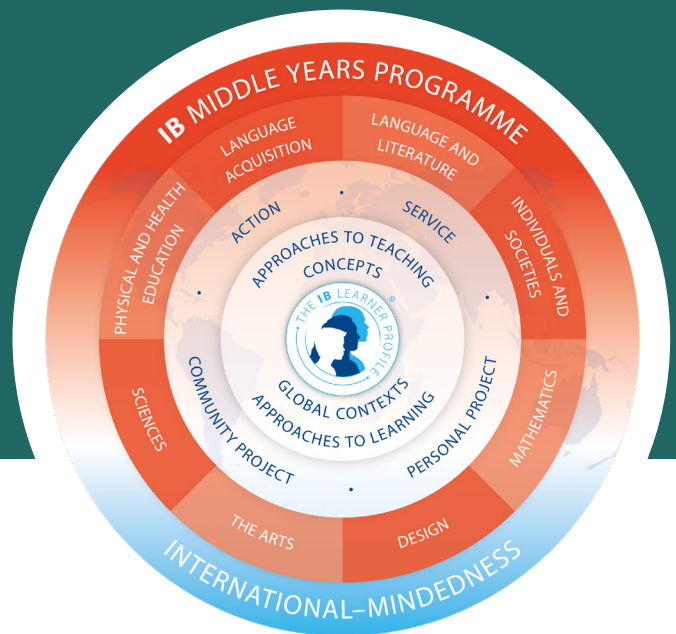 IB MIDDLE YEARS PROGRAMME
LANGUAGE
ACQUISITION
LANGUAGE AND
LITERATURE
PHYSICAL AND HEALTH
EDUCATION
INDIVIDUALS AND
SOCIETIES
SCIENCES
MATHEMATICS
THE ARTS
DESIGN
ACTION
SERVICE
COMMUNITY PROJECT
PERSONAL PROJECT
APPROACHES TO TEACHING
CONCEPTS
THE IB LEARNER PROFILE
®
GLOBAL CONTEXTS
APPROACHES TO LEARNING
INTERNATIONAL–MINDEDNESS